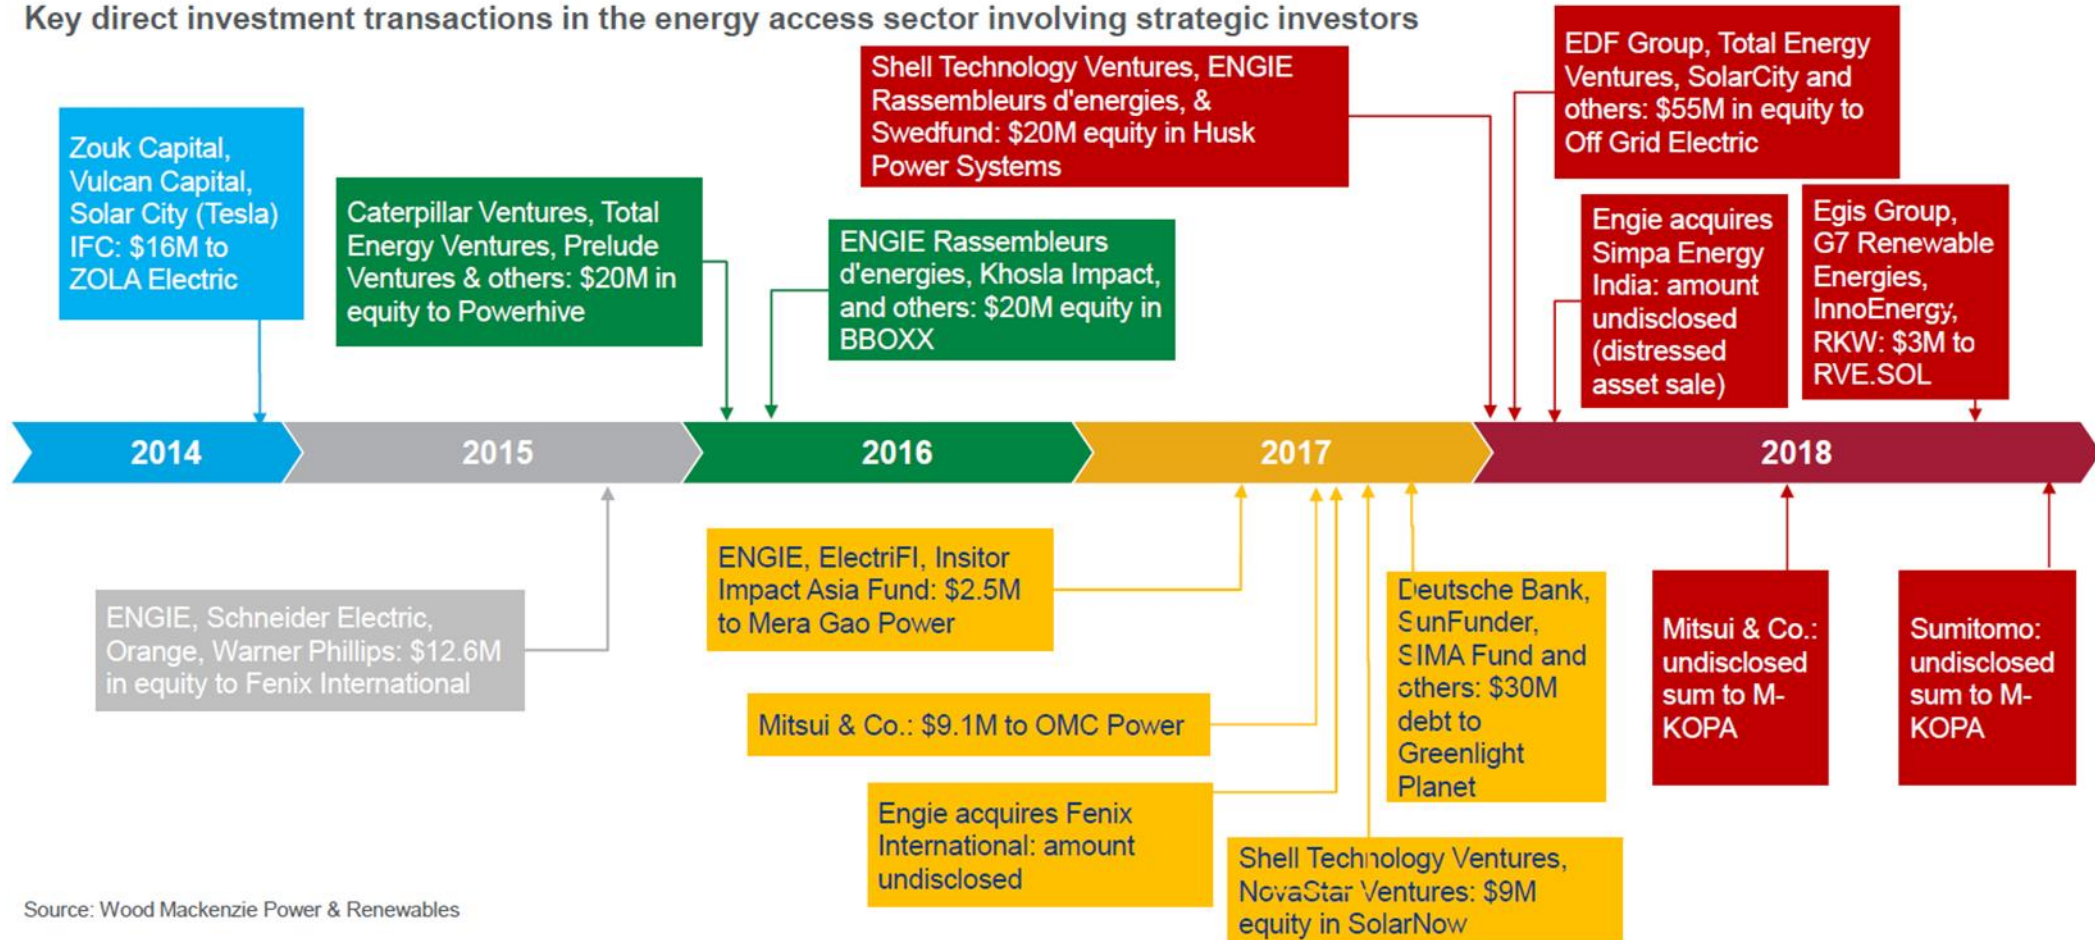 Key direct investment transactions in the energy access sector involving strategic investors
Zouk Capital,
Vulcan Capital,
Solar City (Tesla)
IFC: $16M to
ZOLA Electric
Caterpillar Ventures, Total
Energy Ventures, Prelude
Ventures & others: $20M in
equity to Powerhive
Shell Technology Ventures, ENGIE
Rassembleurs d'energies, &
Swedfund: $20M equity in Husk
Power Systems
ENGIE Rassembleurs
d'energies, Khosla Impact,
and others: $20M equity in
BBOXX
EDF Group, Total Energy
Ventures, SolarCity and
others: $55M in equity to
Off Grid Electric
Engie acquires
Simpa Energy
India: amount
undisclosed
(distressed
asset sale)
Egis Group,
G7 Renewable
Energies,
InnoEnergy,
RKW: $3M to
RVE.SOL
2014
2015
2016
2017
2018
ENGIE, Schneider Electric,
Orange, Warner Phillips: $12.6M
in equity to Fenix International
ENGIE, ElectriFI, Insitor
Impact Asia Fund: $2.5M
to Mera Gao Power
Mitsui & Co.: $9.1M to OMC Power
Engie acquires Fenix
International: amount
undisclosed
Shell Technology Ventures,
NovaStar Ventures: $9M
equity in SolarNow
Deutsche Bank,
SunFunder,
SIMA Fund and
others: $30M
debt to
Greenlight
Planet
Mitsui & Co.:
undisclosed
sum to M-
KOPA
Sumitomo:
undisclosed
sum to M-
KOPA
Source: Wood Mackenzie Power & Renewables